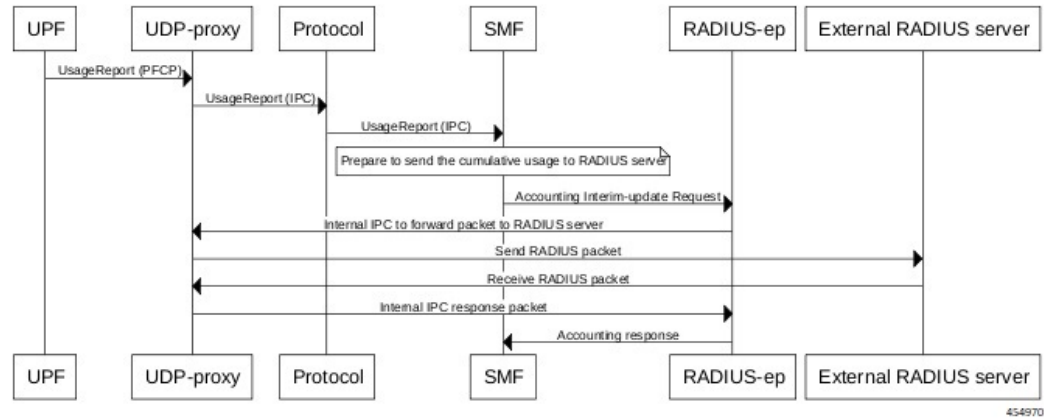 UPF UDP-proxy Protocol SMF RADIUS-ep External RADIUS server
UsageReport (PFCP)
UsageReport (IPC)
UsageReport (IPC)
Prepare to send the cumulative usage to RADIUS server
Accounting Interim-update Request
Internal IPC to forward packet to RADIUS server
Send RADIUS packet
Receive RADIUS packet
Internal IPC response packet
Accounting response
UPF UDP-proxy Protocol SMF RADIUS-ep External RADIUS server
454970